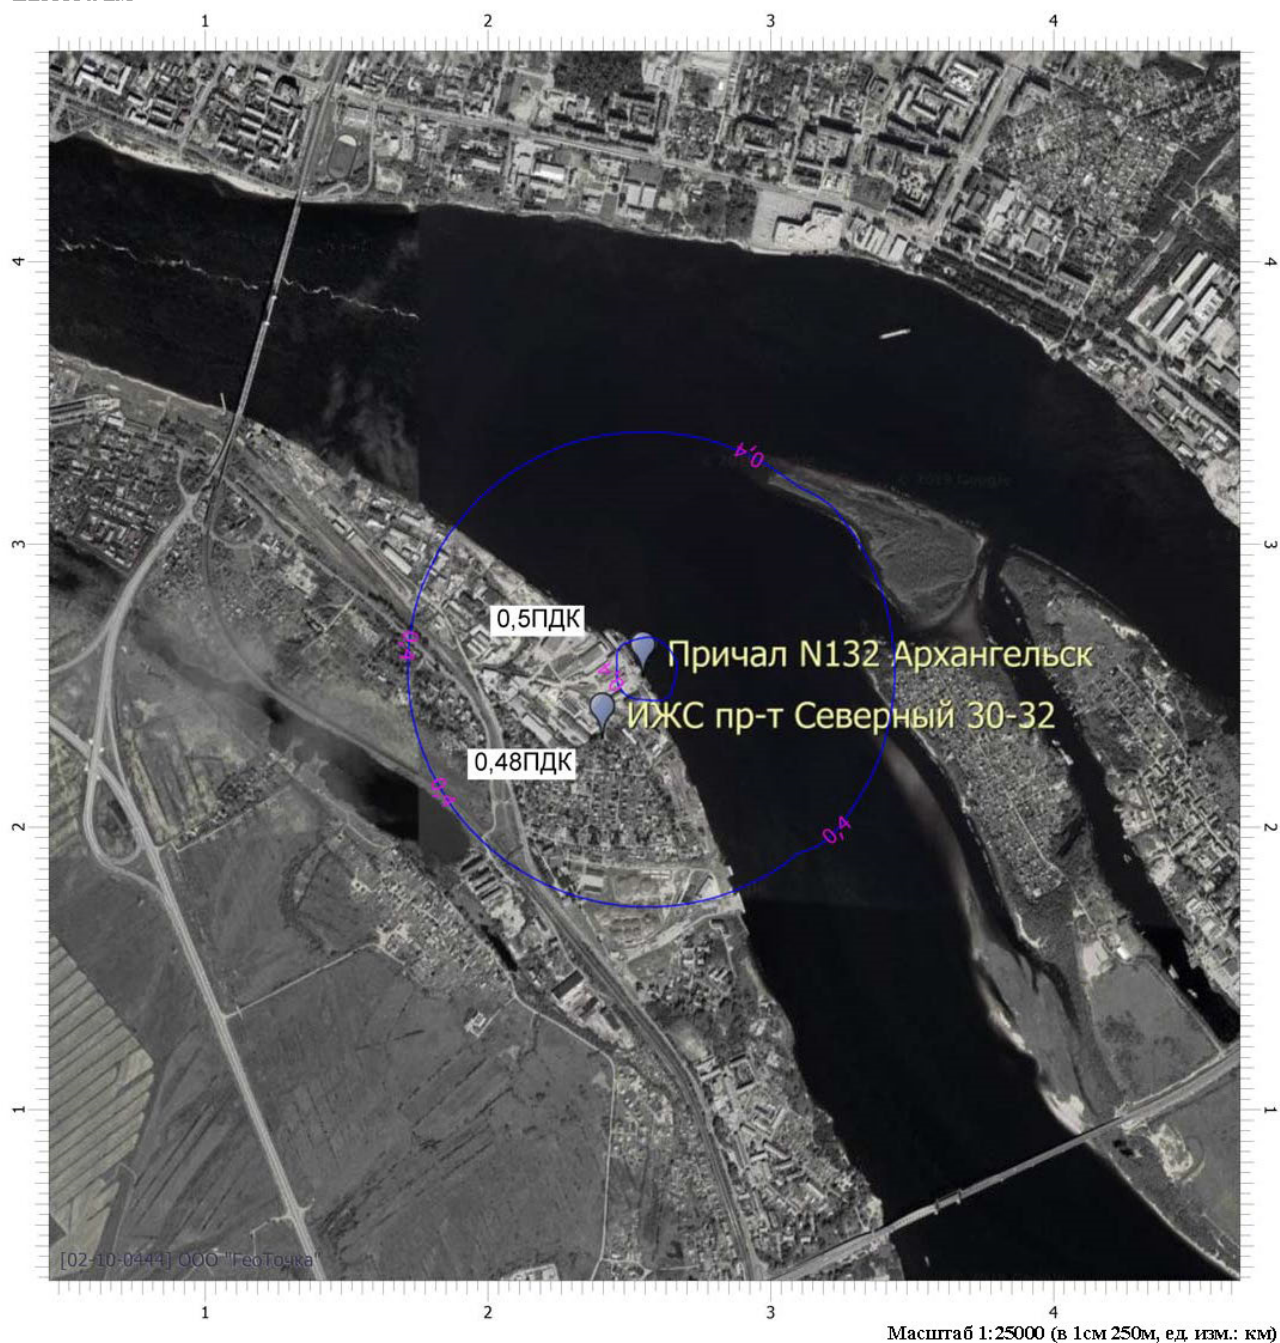 1 2 3 4
4 4
0,4
3 3
0,5ПДК
0,4
Причал N132 Архангельск
ИЖС пр-т Северный 30-32
0,48ПДК
0,4
2 2
0,4
1 1
[02-10-0444] ООО "ГеоТочка"
1 2 3 4
Масштаб 1:25000 (в 1см 250м, ед. изм.: км)